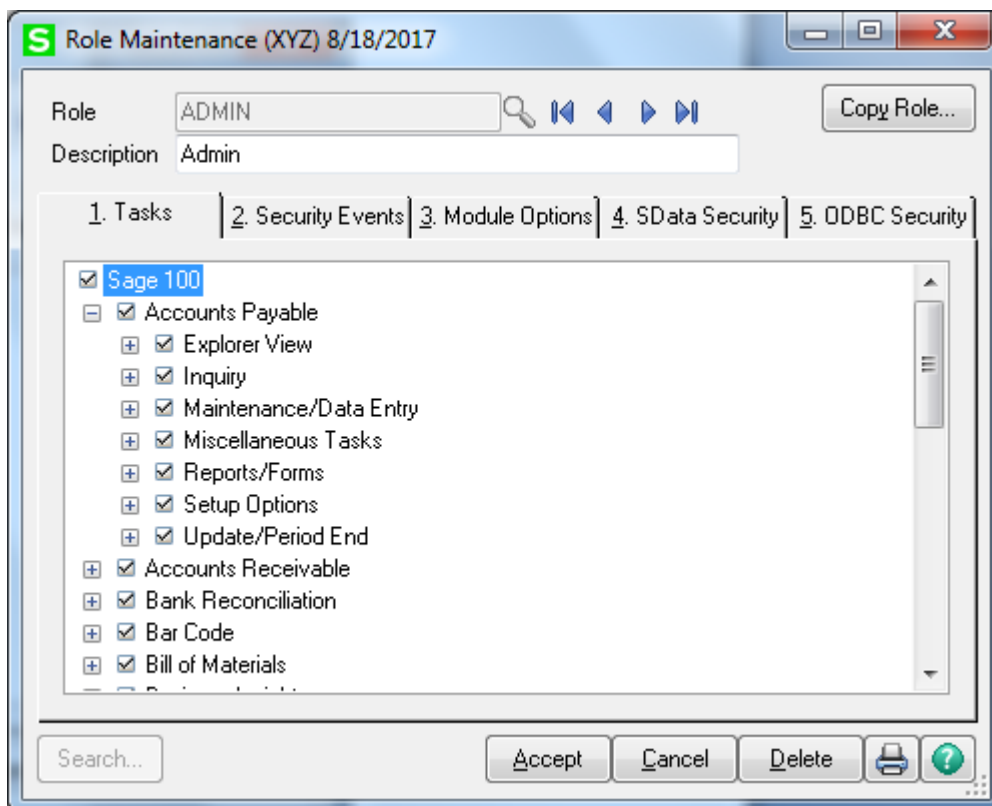 S Role Maintenance (XYZ) 8/18/2017
Role ADMIN Copy Role...
Description Admin
1. Tasks 2. Security Events 3. Module Options 4. SData Security 5. ODBC Security
Sage 100
Accounts Payable
Explorer View
Inquiry
Maintenance/Data Entry
Miscellaneous Tasks
Reports/Forms
Setup Options
Update/Period End
Accounts Receivable
Bank Reconciliation
Bar Code
Bill of Materials
Search... Accept Cancel Delete ?